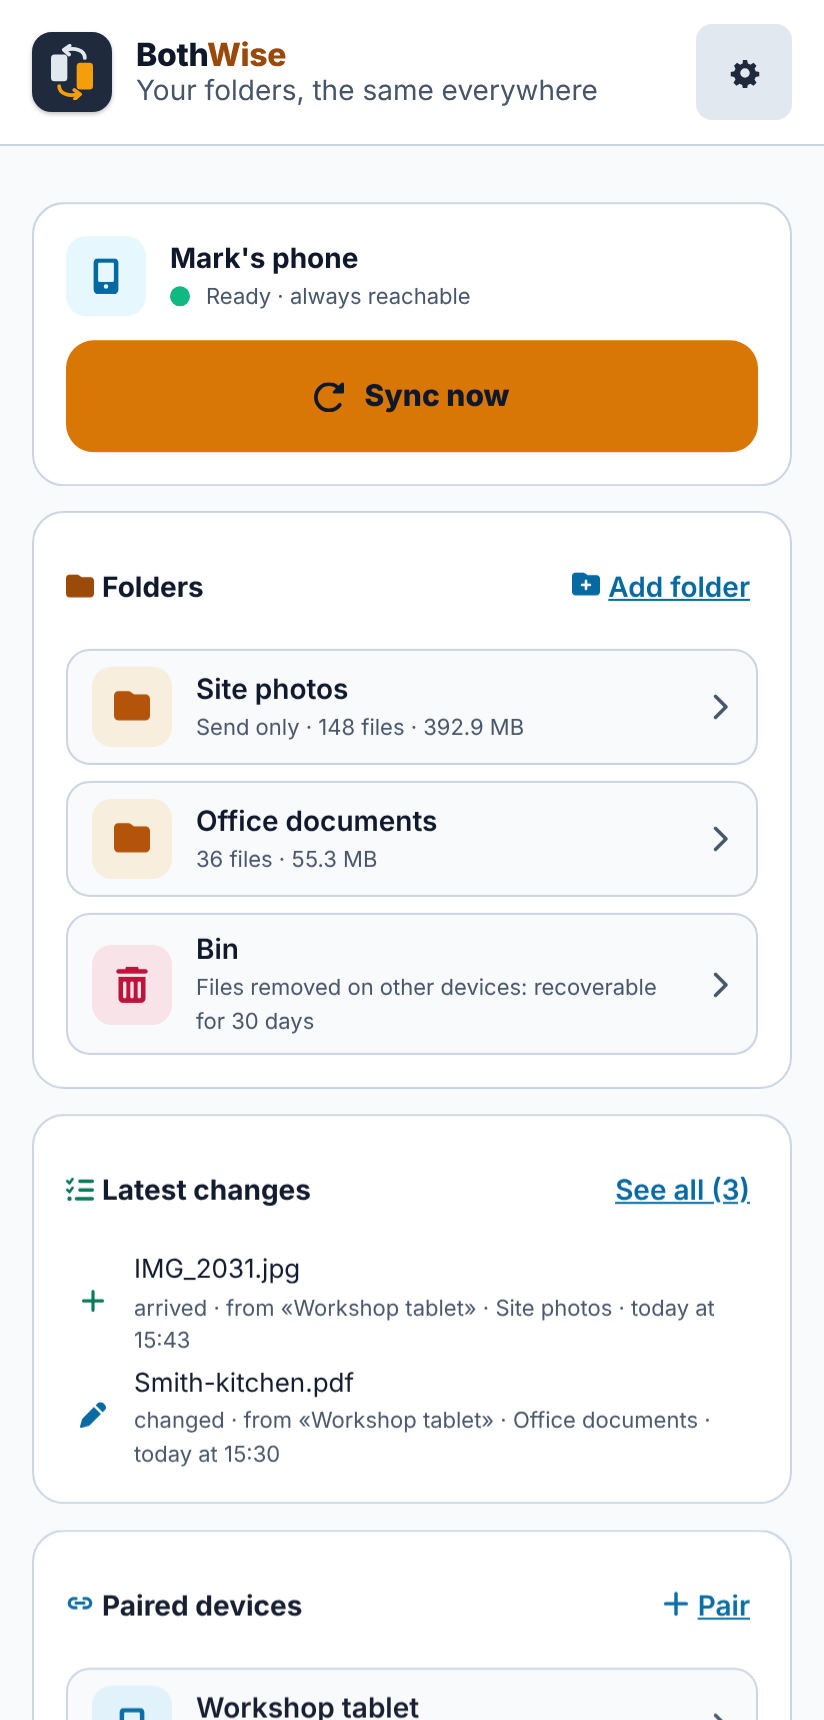 BothWise
Your folders, the same everywhere
Mark's phone
Ready · always reachable
Sync now
Folders
Add folder
Site photos
Send only · 148 files · 392.9 MB
Office documents
36 files · 55.3 MB
Bin
Files removed on other devices: recoverable
for 30 days
Latest changes
See all (3)
IMG_2031.jpg
arrived · from «Workshop tablet» · Site photos · today at
15:43
Smith-kitchen.pdf
changed · from «Workshop tablet» · Office documents ·
today at 15:30
Paired devices
Pair
Workshop tablet